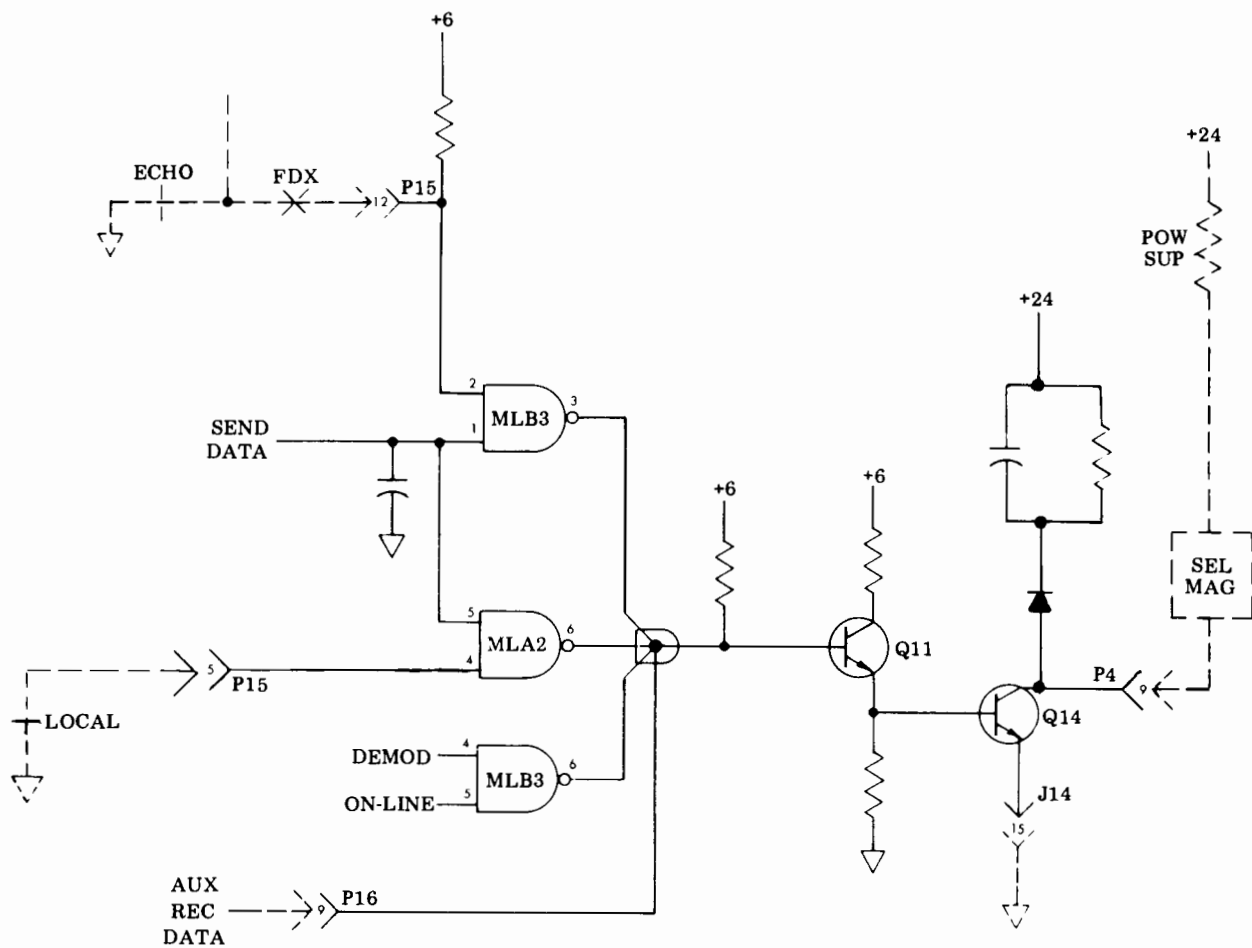 +6
ECHO
FDX
12
P15
+24
POW
SUP
+24
2
3
MLB3
SEND
DATA
1
+6
+6
SEL
MAG
5
6
MLA2
Q11
4
5
P15
P4
9
Q14
LOCAL
4
6
DEMOD
MLB3
ON-LINE
5
J14
15
AUX
REC
DATA
9
P16